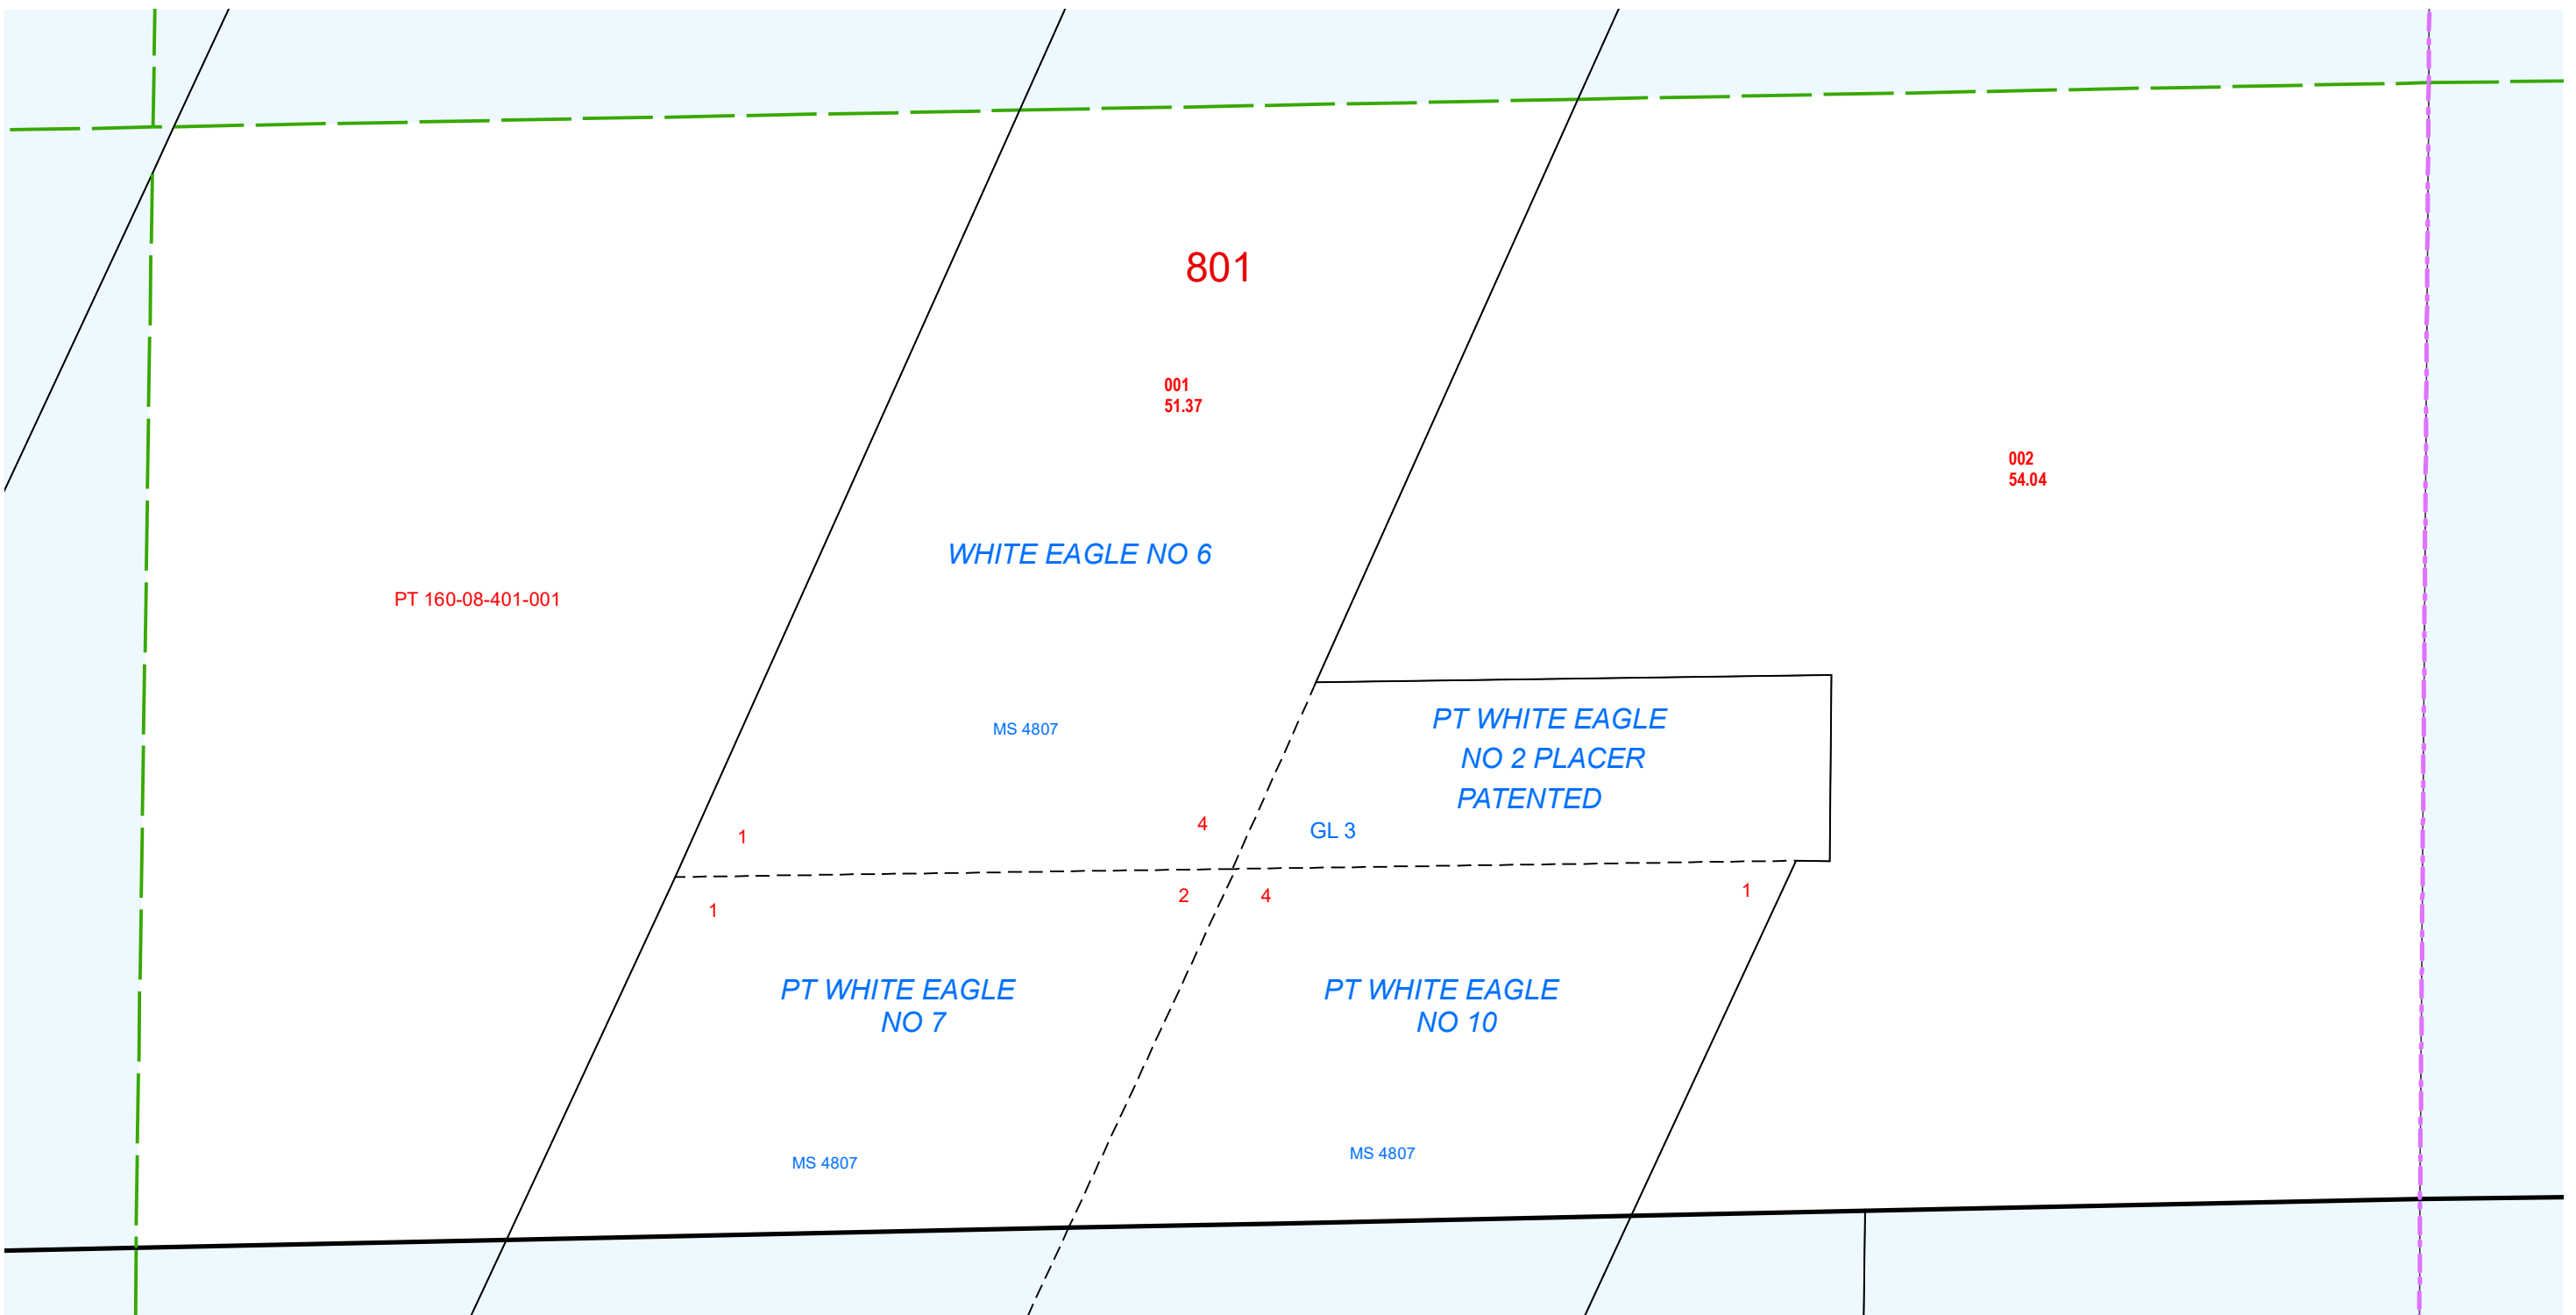 801
001
51.37
002
54.04
WHITE EAGLE NO 6
PT 160-08-401-001
MS 4807
PT WHITE EAGLE
NO 2 PLACER
PATENTED
GL 3
1
4
1
2
4
1
PT WHITE EAGLE
NO 7
PT WHITE EAGLE
NO 10
MS 4807
MS 4807